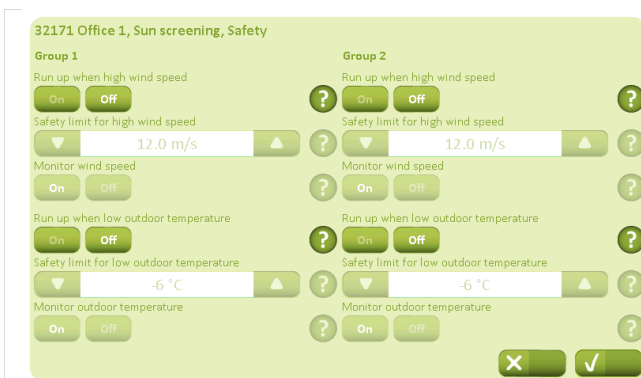 32171 Office 1, Sun screening, Safety
Group 1 Group 2
Run up when high wind speed Run up when high wind speed
On Off ? On Off ?
Safety limit for high wind speed Safety limit for high wind speed
12.0 m/s ? 12.0 m/s ?
Monitor wind speed Monitor wind speed
On Off ? On Off ?
Run up when low outdoor temperature Run up when low outdoor temperature
On Off ? On Off ?
Safety limit for low outdoor temperature Safety limit for low outdoor temperature
-6 °C ? -6 °C ?
Monitor outdoor temperature Monitor outdoor temperature
On Off ? On Off ?